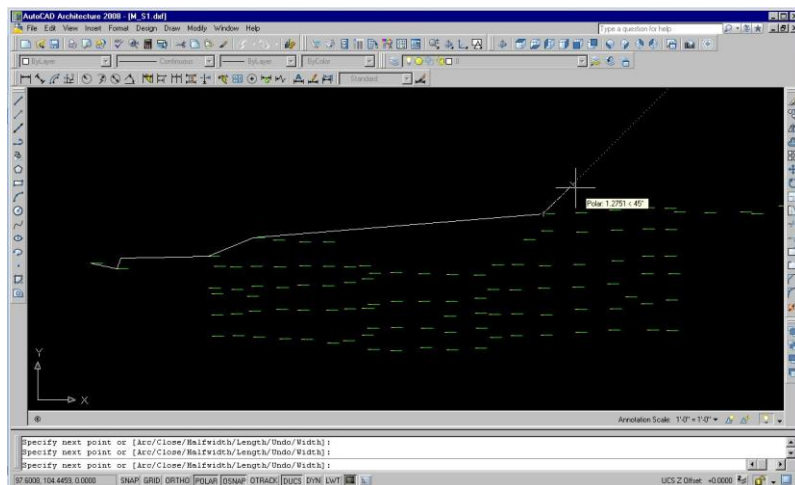 AutoCAD Architecture 2008 - [M_S1.dxf]
File Edit View Insert Format Design Draw Modify Window Help
Type a question for help
ByLayer Continuous ByLayer ByColor 0
Standard
Polar: 1.2751 < 45°
Y
X
Annotation Scale: 1'-0" = 1'-0"
Specify next point or [Arc/Close/Halfwidth/Length/Undo/Width]:
Specify next point or [Arc/Close/Halfwidth/Length/Undo/Width]:
Specify next point or [Arc/Close/Halfwidth/Length/Undo/Width]:
97.6008, 104.4459, 0.0000 SNAP GRID ORTHO POLAR OSNAP OTRACK DUCS DYN LWT UCS Z Offset: +0.0000